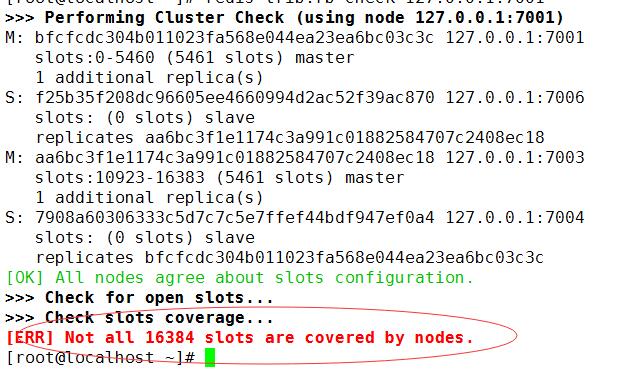 >>> Performing Cluster Check (using node 127.0.0.1:7001)
M: bfcfcdc304b011023fa568e044ea23ea6bc03c3c 127.0.0.1:7001
   slots:0-5460 (5461 slots) master
   1 additional replica(s)
S: f25b35f208dc96605ee4660994d2ac52f39ac870 127.0.0.1:7006
   slots: (0 slots) slave
   replicates aa6bc3f1e1174c3a991c01882584707c2408ec18
M: aa6bc3f1e1174c3a991c01882584707c2408ec18 127.0.0.1:7003
   slots:10923-16383 (5461 slots) master
   1 additional replica(s)
S: 7908a60306333c5d7c7c5e7ffef44bdf947ef0a4 127.0.0.1:7004
   slots: (0 slots) slave
   replicates bfcfcdc304b011023fa568e044ea23ea6bc03c3c
[OK] All nodes agree about slots configuration.
>>> Check for open slots...
>>> Check slots coverage...
[ERR] Not all 16384 slots are covered by nodes.
[root@localhost ~]#